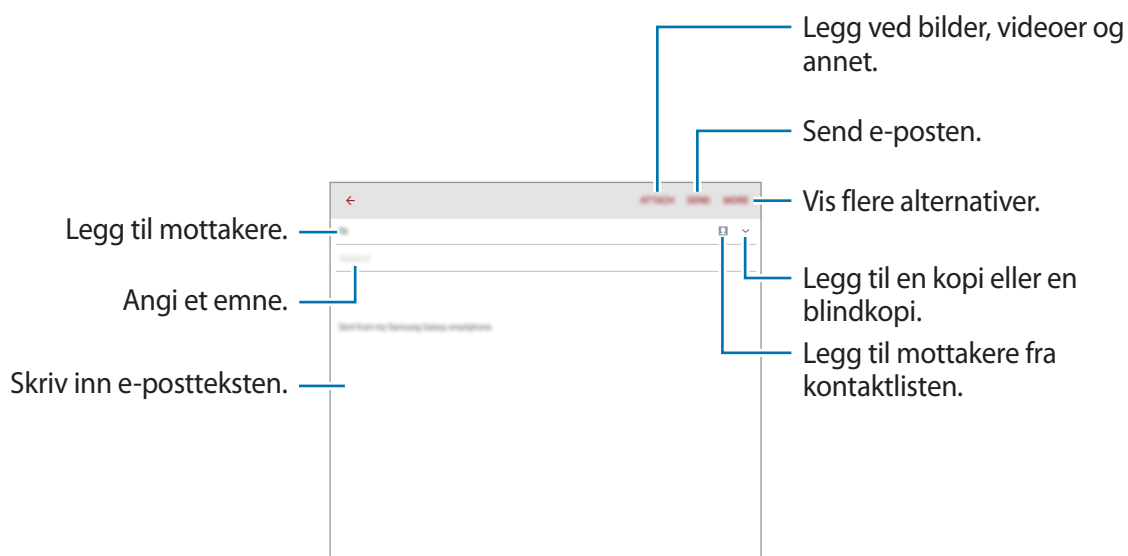 Legg ved bilder, videoer og
annet.
Send e-posten.
ATTACH SEND MORE
Vis flere alternativer.
Legg til mottakere.
To
Subject
Angi et emne.
Legg til en kopi eller en
blindkopi.
Sent from my Samsung Galaxy smartphone
Legg til mottakere fra
kontaktlisten.
Skriv inn e-postteksten.